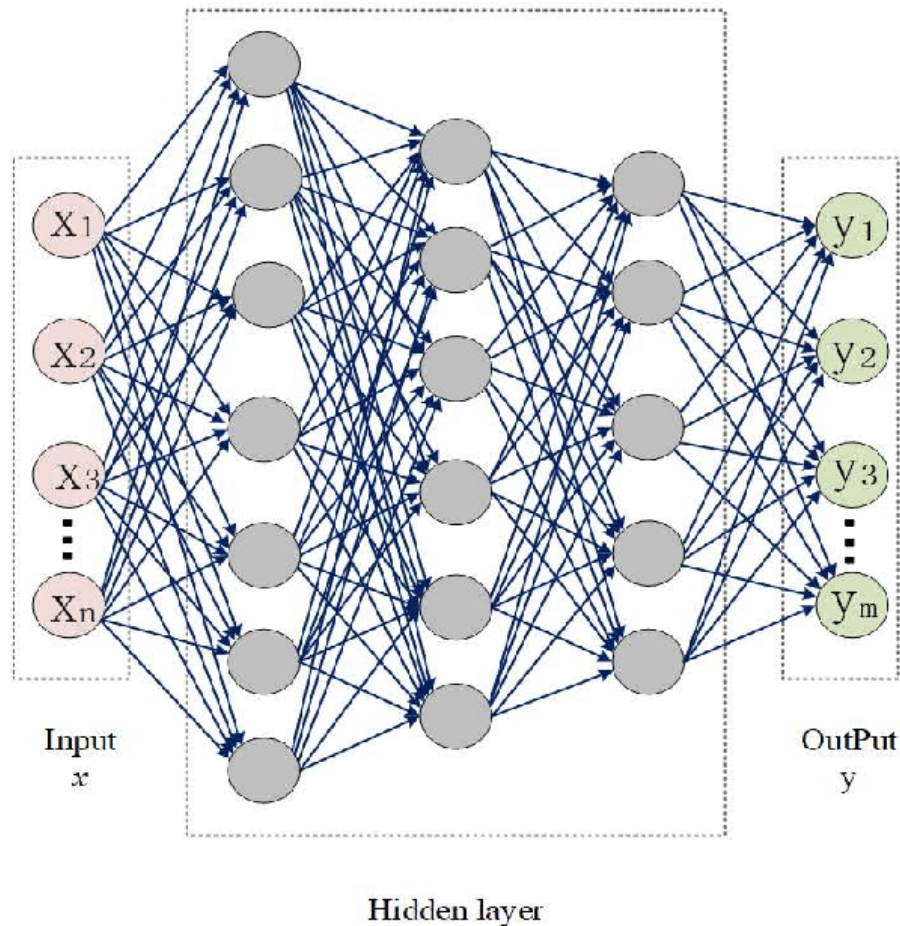 x1
x2
x3
xn
Input
x
y1
y2
y3
ym
OutPut
y
Hidden layer